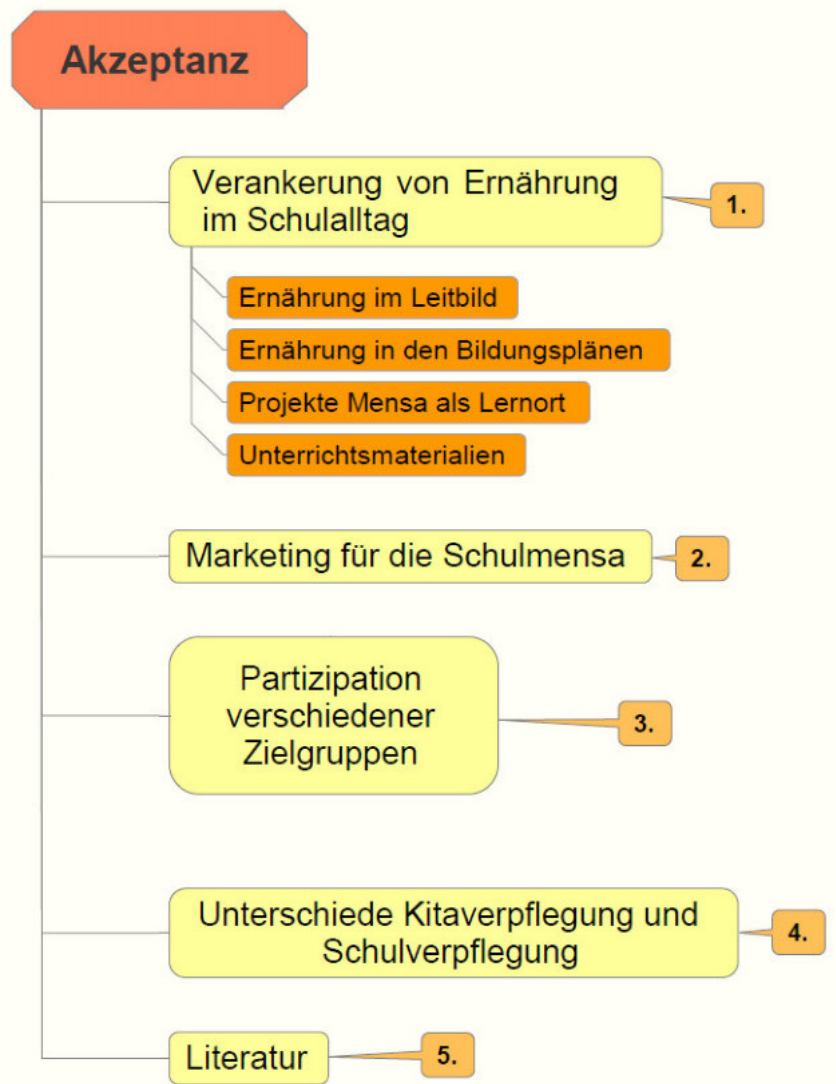 Akzeptanz
Verankerung von Ernährung
im Schulalltag
1.
Ernährung im Leitbild
Ernährung in den Bildungsplänen
Projekte Mensa als Lernort
Unterrichtsmaterialien
Marketing für die Schulmensa
2.
Partizipation
verschiedener
Zielgruppen
3.
Unterschiede Kitaverpflegung und
Schulverpflegung
4.
Literatur
5.